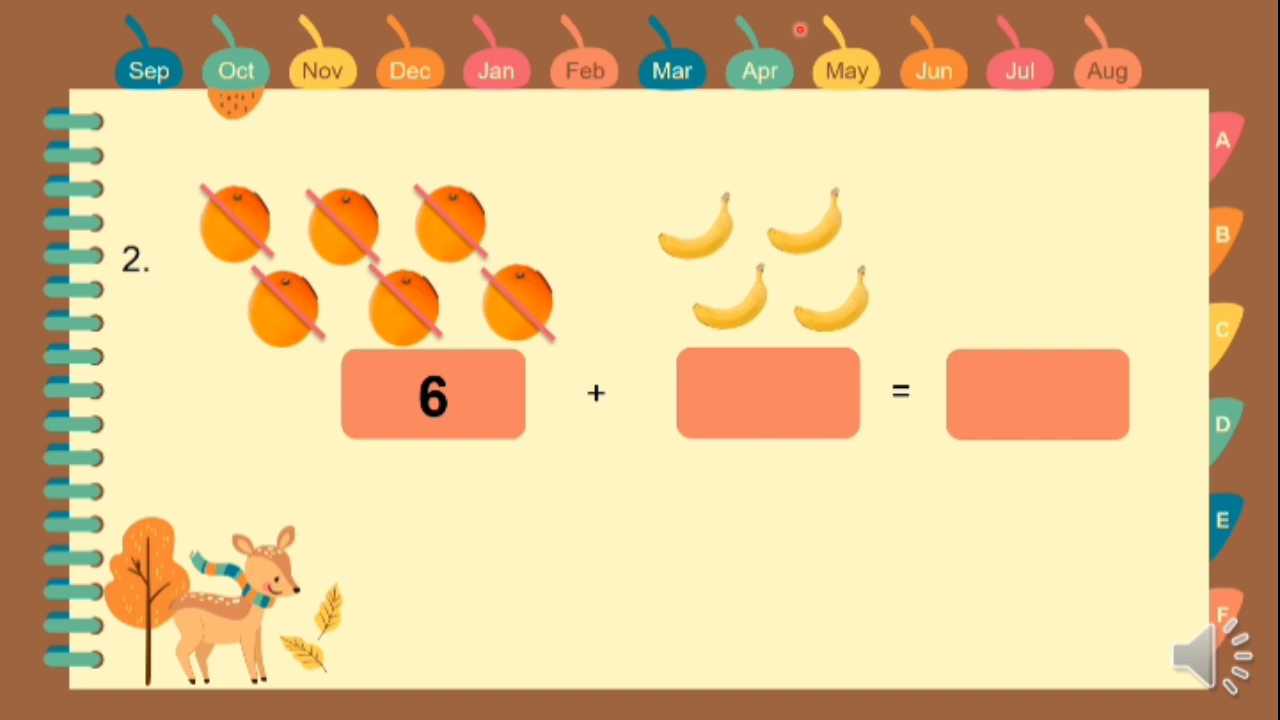 Sep Oct Nov Dec Jan Feb Mar Apr May Jun Jul Aug
A
B
2.
C
6 + =
D
E
F